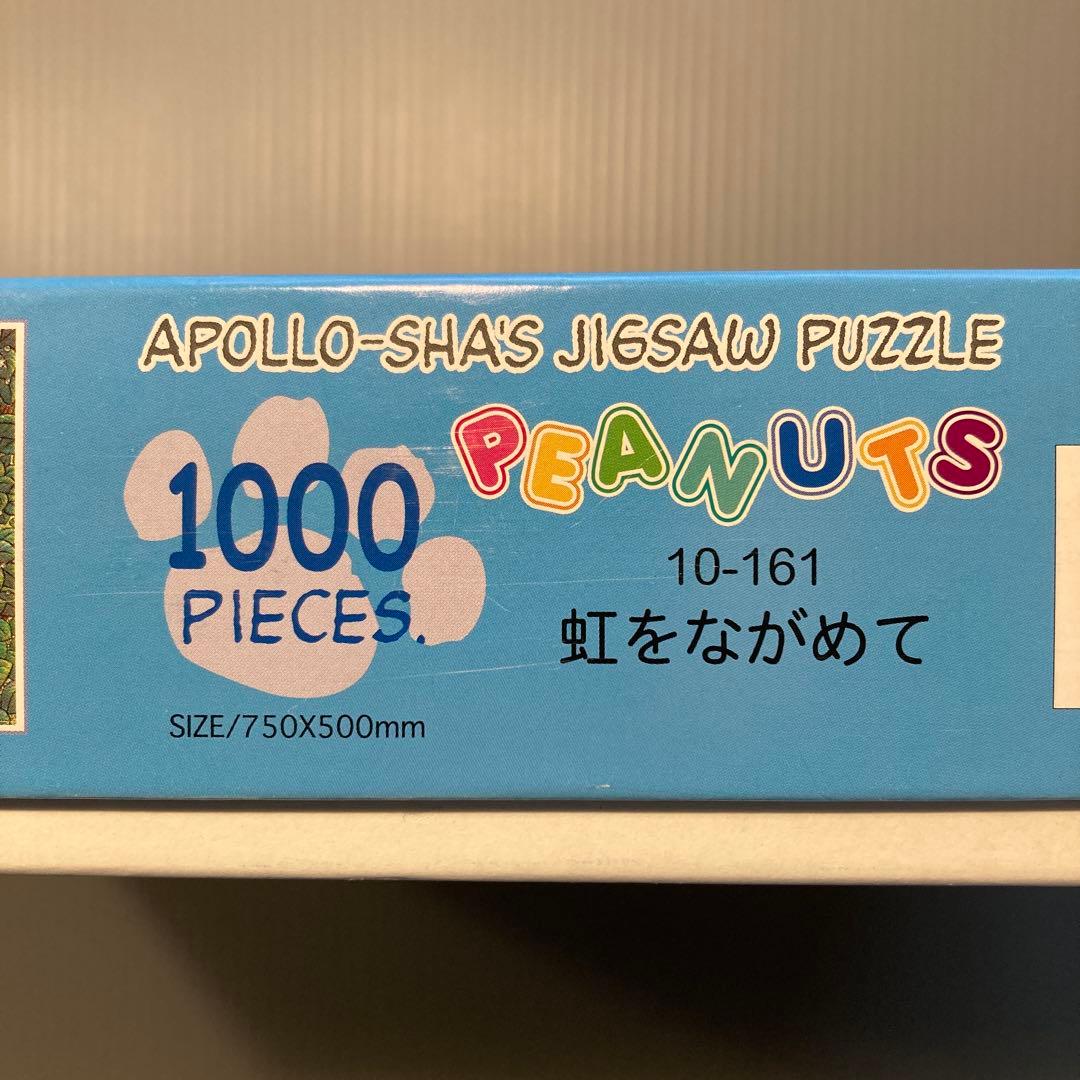 APOLLO-SHA'S JIGSAW PUZZLE
PEANUTS
1000
PIECES.
10-161
虹をながめて
SIZE/750X500mm